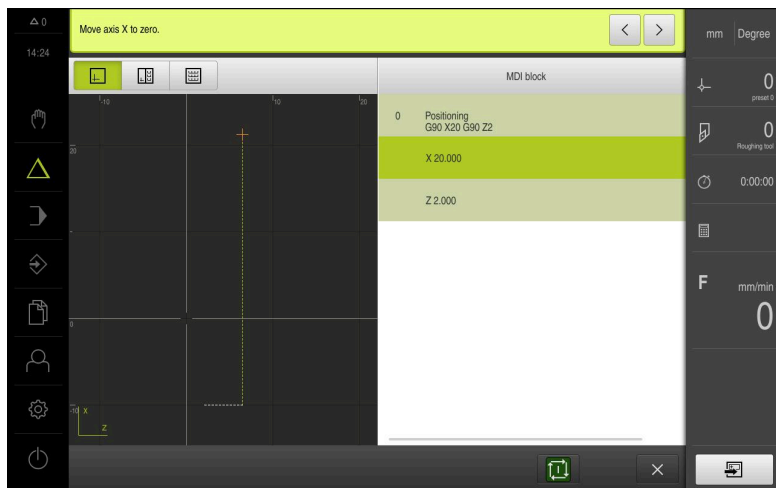 0
14:24
Move axis X to zero.
MDI block
-10
10
20
20
0
-10
X
Z
0 Positioning
G90 X20 G90 Z2
X 20.000
Z 2.000
mm Degree
0
preset 0
0
Roughing tool
0:00:00
F mm/min
0